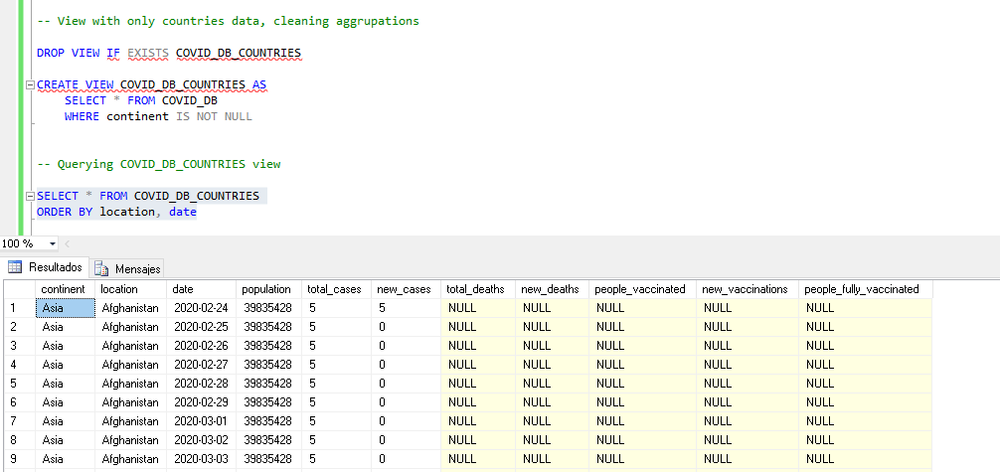 -- View with only countries data, cleaning aggrupations
DROP VIEW IF EXISTS COVID_DB_COUNTRIES
CREATE VIEW COVID_DB_COUNTRIES AS
SELECT * FROM COVID_DB
WHERE continent IS NOT NULL
-- Querying COVID_DB_COUNTRIES view
SELECT * FROM COVID_DB_COUNTRIES
ORDER BY location, date
100 %
Resultados Mensajes
continent location date population total_cases new_cases total_deaths new_deaths people_vaccinated new_vaccinations people_fully_vaccinated
1 Asia Afghanistan 2020-02-24 39835428 5 5 NULL NULL NULL NULL NULL
2 Asia Afghanistan 2020-02-25 39835428 5 0 NULL NULL NULL NULL NULL
3 Asia Afghanistan 2020-02-26 39835428 5 0 NULL NULL NULL NULL NULL
4 Asia Afghanistan 2020-02-27 39835428 5 0 NULL NULL NULL NULL NULL
5 Asia Afghanistan 2020-02-28 39835428 5 0 NULL NULL NULL NULL NULL
6 Asia Afghanistan 2020-02-29 39835428 5 0 NULL NULL NULL NULL NULL
7 Asia Afghanistan 2020-03-01 39835428 5 0 NULL NULL NULL NULL NULL
8 Asia Afghanistan 2020-03-02 39835428 5 0 NULL NULL NULL NULL NULL
9 Asia Afghanistan 2020-03-03 39835428 5 0 NULL NULL NULL NULL NULL